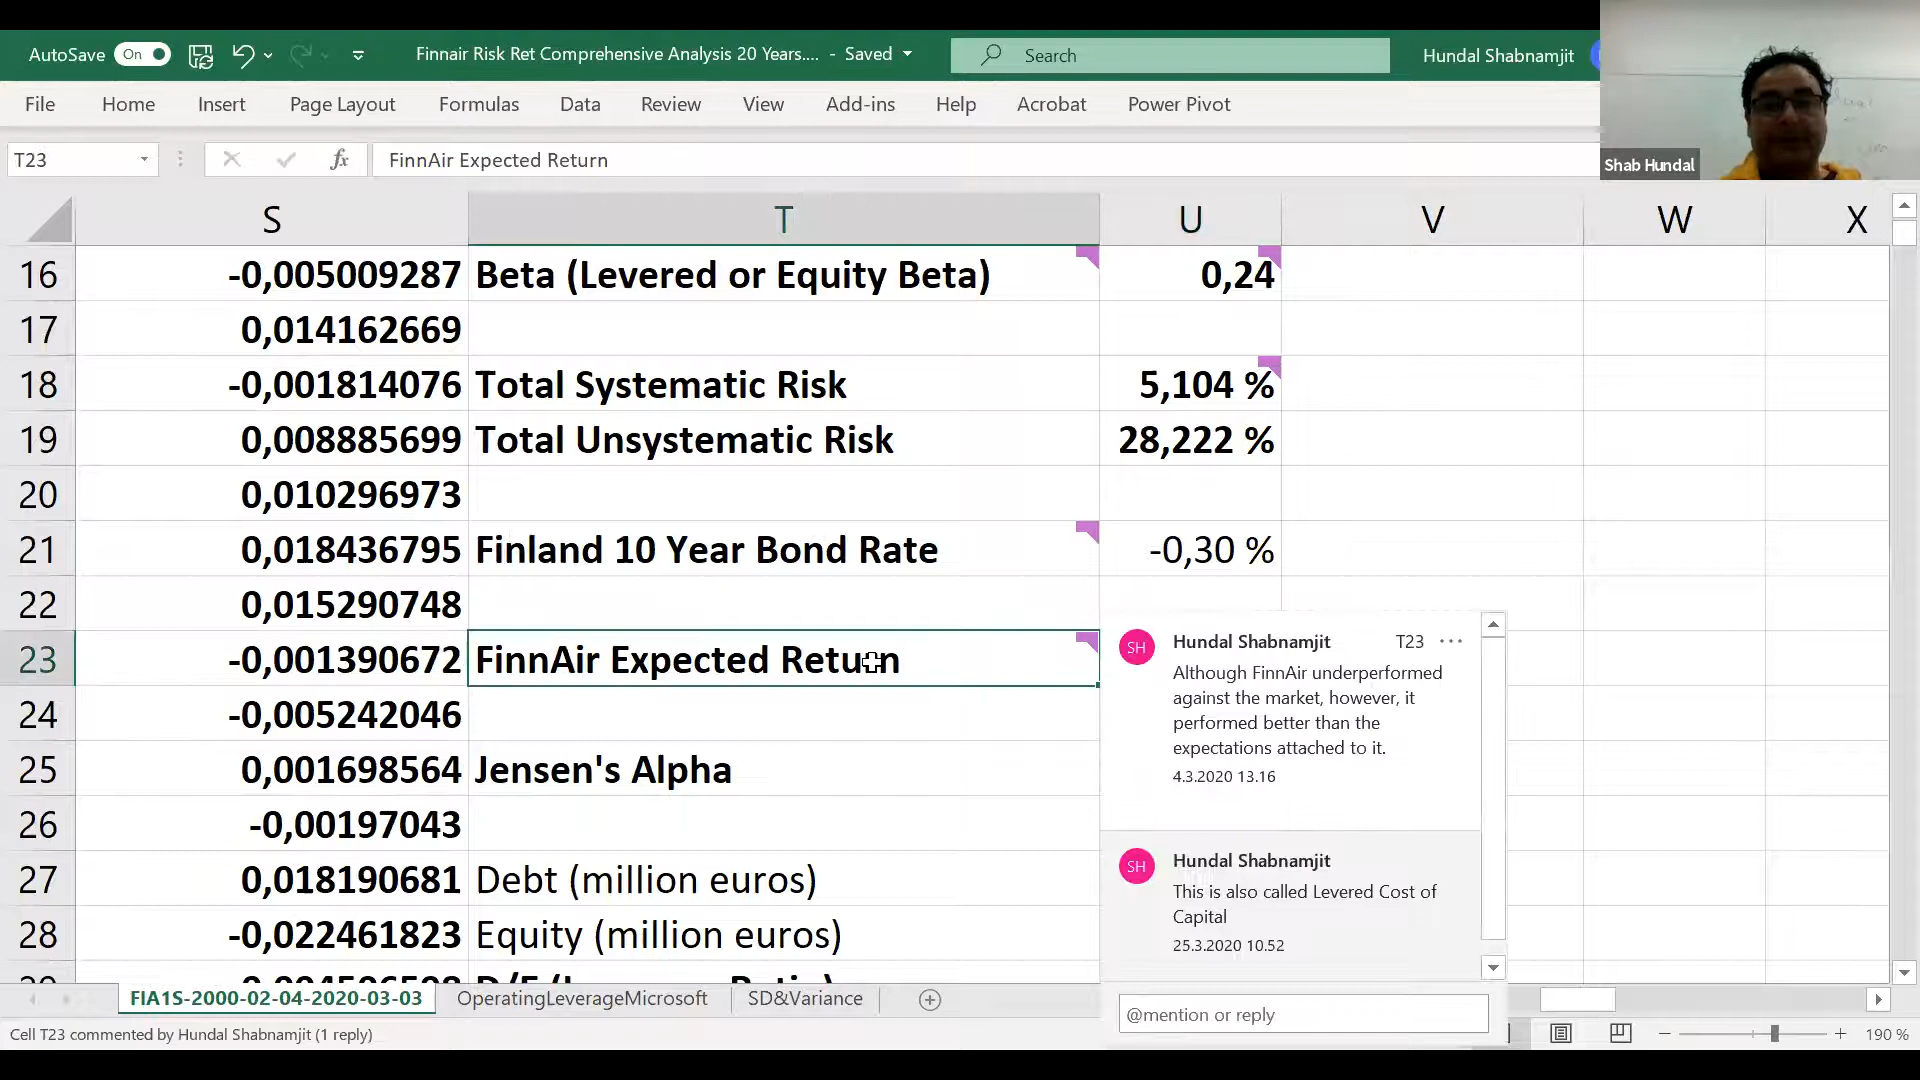 AutoSave On Finnair Risk Ret Comprehensive Analysis 20 Years.... - Saved Search Hundal Shabnamjit
File Home Insert Page Layout Formulas Data Review View Add-ins Help Acrobat Power Pivot
Shab Hundal
T23 fx FinnAir Expected Return
S T U V W X
16 -0,005009287 Beta (Levered or Equity Beta) 0,24
17 0,014162669
18 -0,001814076 Total Systematic Risk 5,104 %
19 0,008885699 Total Unsystematic Risk 28,222 %
20 0,010296973
21 0,018436795 Finland 10 Year Bond Rate -0,30 %
22 0,015290748
23 -0,001390672 FinnAir Expected Return
24 -0,005242046
25 0,001698564 Jensen's Alpha
26 -0,00197043
27 0,018190681 Debt (million euros)
28 -0,022461823 Equity (million euros)
SH Hundal Shabnamjit T23 ...
Although FinnAir underperformed
against the market, however, it
performed better than the
expectations attached to it.
4.3.2020 13.16
SH Hundal Shabnamjit
This is also called Levered Cost of
Capital
25.3.2020 10.52
@mention or reply
FIA1S-2000-02-04-2020-03-03 OperatingLeverageMicrosoft SD&Variance
Cell T23 commented by Hundal Shabnamjit (1 reply) 190 %